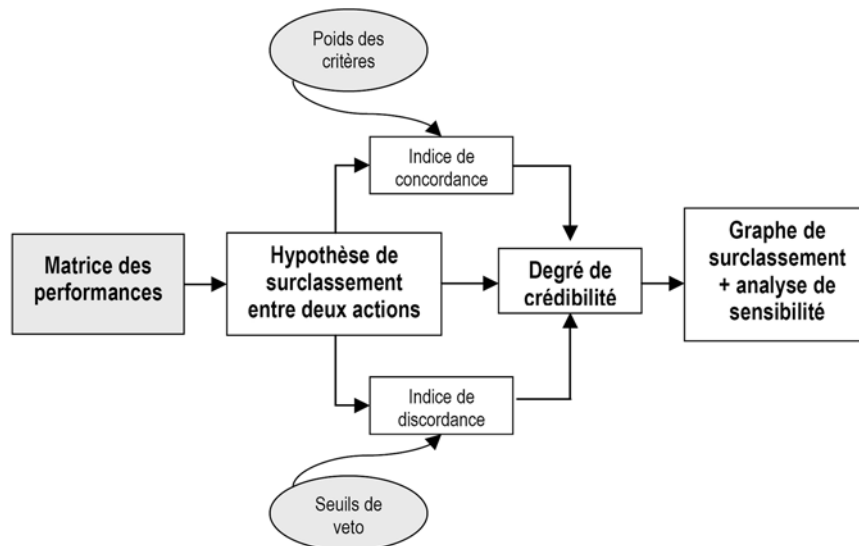 Poids des
critères
Indice de
concordance
Matrice des
performances
Hypothèse de
surclassement
entre deux actions
Degré de
crédibilité
Graphe de
surclassement
+ analyse de
sensibilité
Indice de
discordance
Seuils de
veto